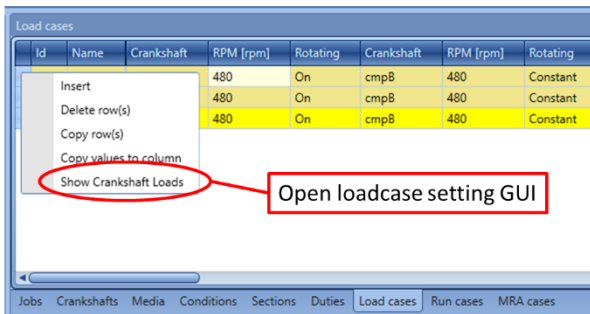 Load cases
Id Name Crankshaft RPM [rpm] Rotating Crankshaft RPM [rpm] Rotating
480 On cmpB 480 Constant
480 On cmpB 480 Constant
480 On cmpB 480 Constant
Insert
Delete row(s)
Copy row(s)
Copy values to column
Show Crankshaft Loads
Open loadcase setting GUI
Jobs Crankshafts Media Conditions Sections Duties Load cases Run cases MRA cases